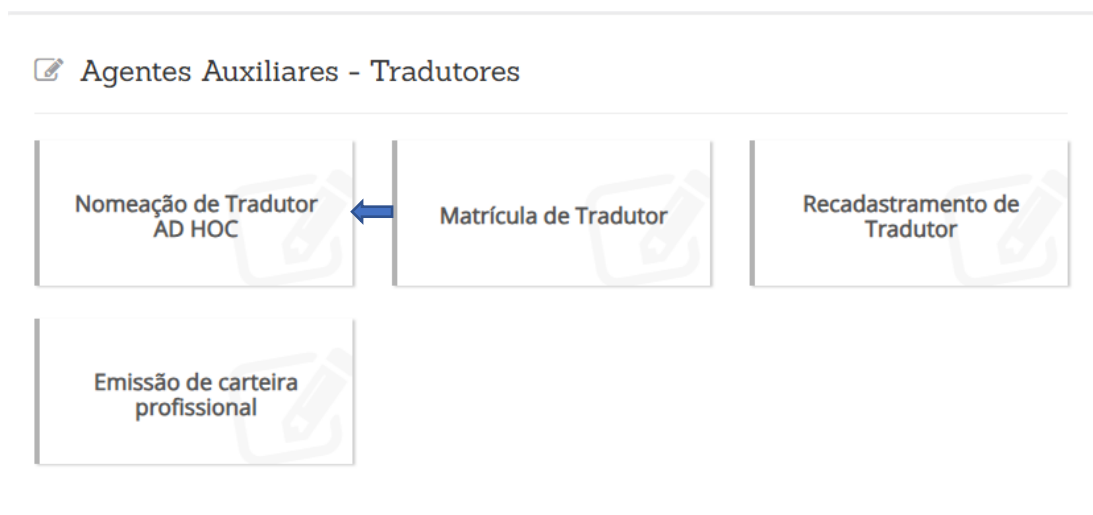 Agentes Auxiliares - Tradutores
Nomeação de Tradutor
AD HOC
Matrícula de Tradutor
Recadastramento de
Tradutor
Emissão de carteira
profissional